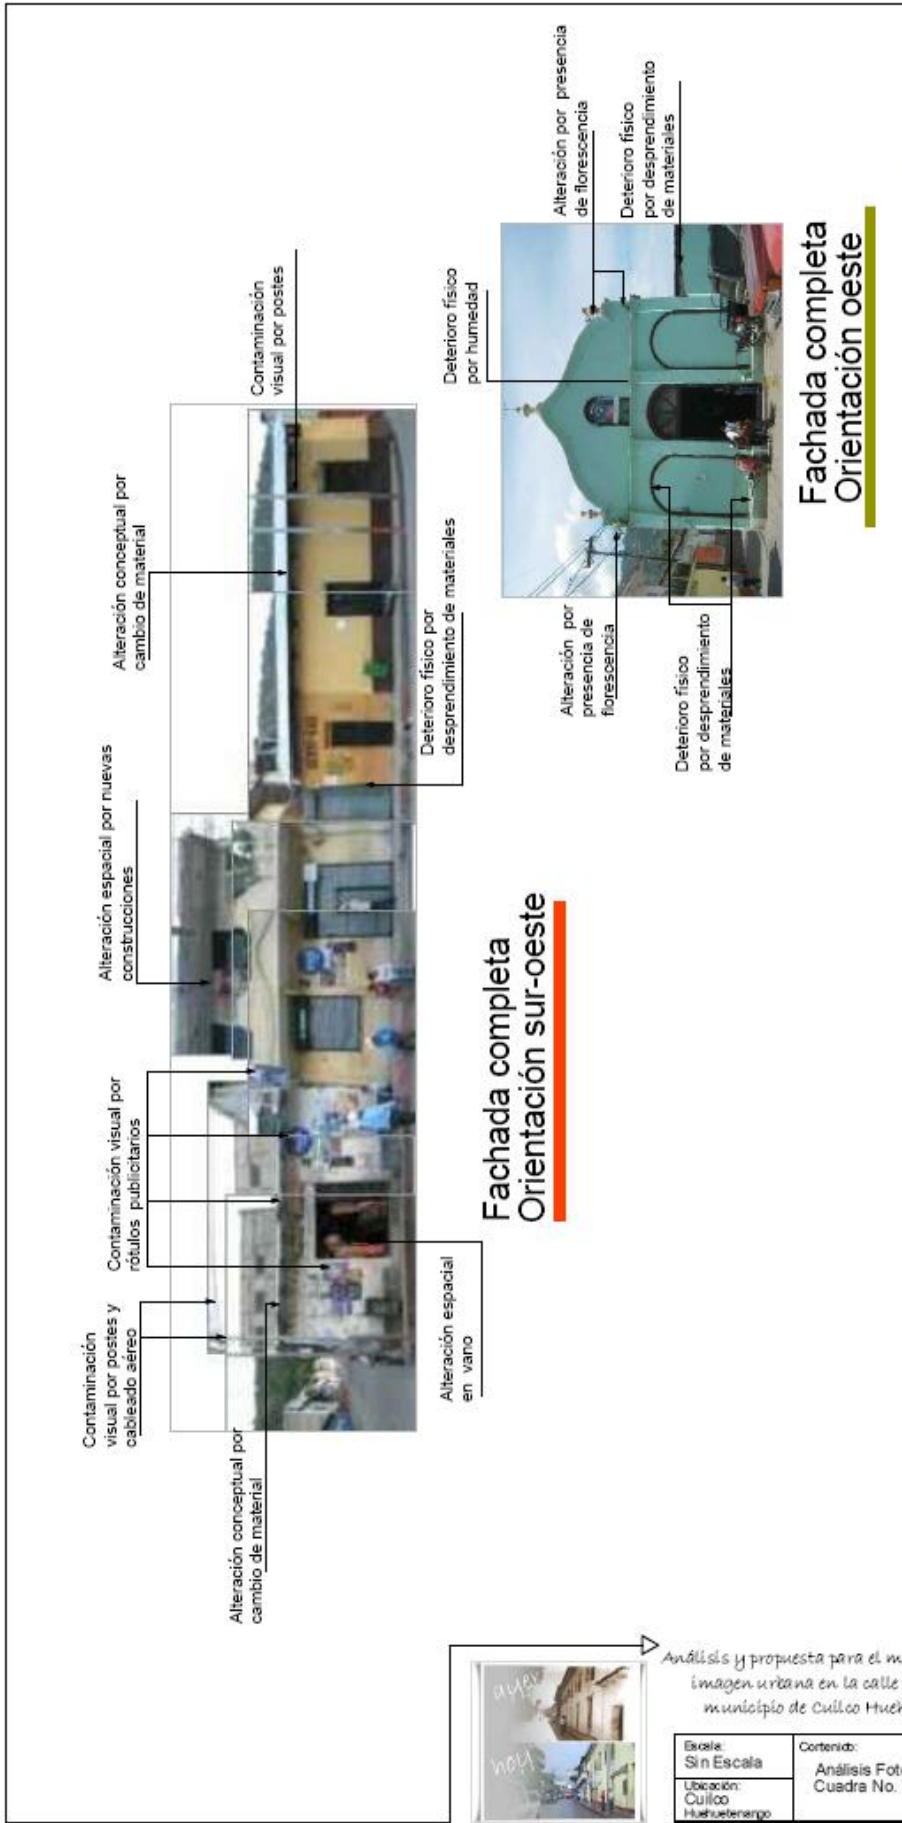 Contaminación
visual por postes y
cableado aéreo
Contaminación visual por
rótulos publicitarios
Alteración espacial por nuevas
construcciones
Alteración conceptual por
cambio de material
Contaminación
visual por postes
Alteración conceptual por
cambio de material
Alteración espacial
en vano
Deterioro físico por
desprendimiento de materiales
Fachada completa
Orientación sur-oeste
Deterioro físico
por humedad
Alteración por presencia
de florescencia
Deterioro físico
por desprendimiento
de materiales
Alteración por
presencia de
florescencia
Deterioro físico
por desprendimiento
de materiales
Fachada completa
Orientación oeste
ayer
hoy
Análisis y propuesta para el m
imagen urbana en la calle
municipio de Cuilco Hueh
Escala:
Sin Escala
Ubicación:
Cuilco
Huehuetenango
Contenido:
Análisis Fot
Cuadra No.